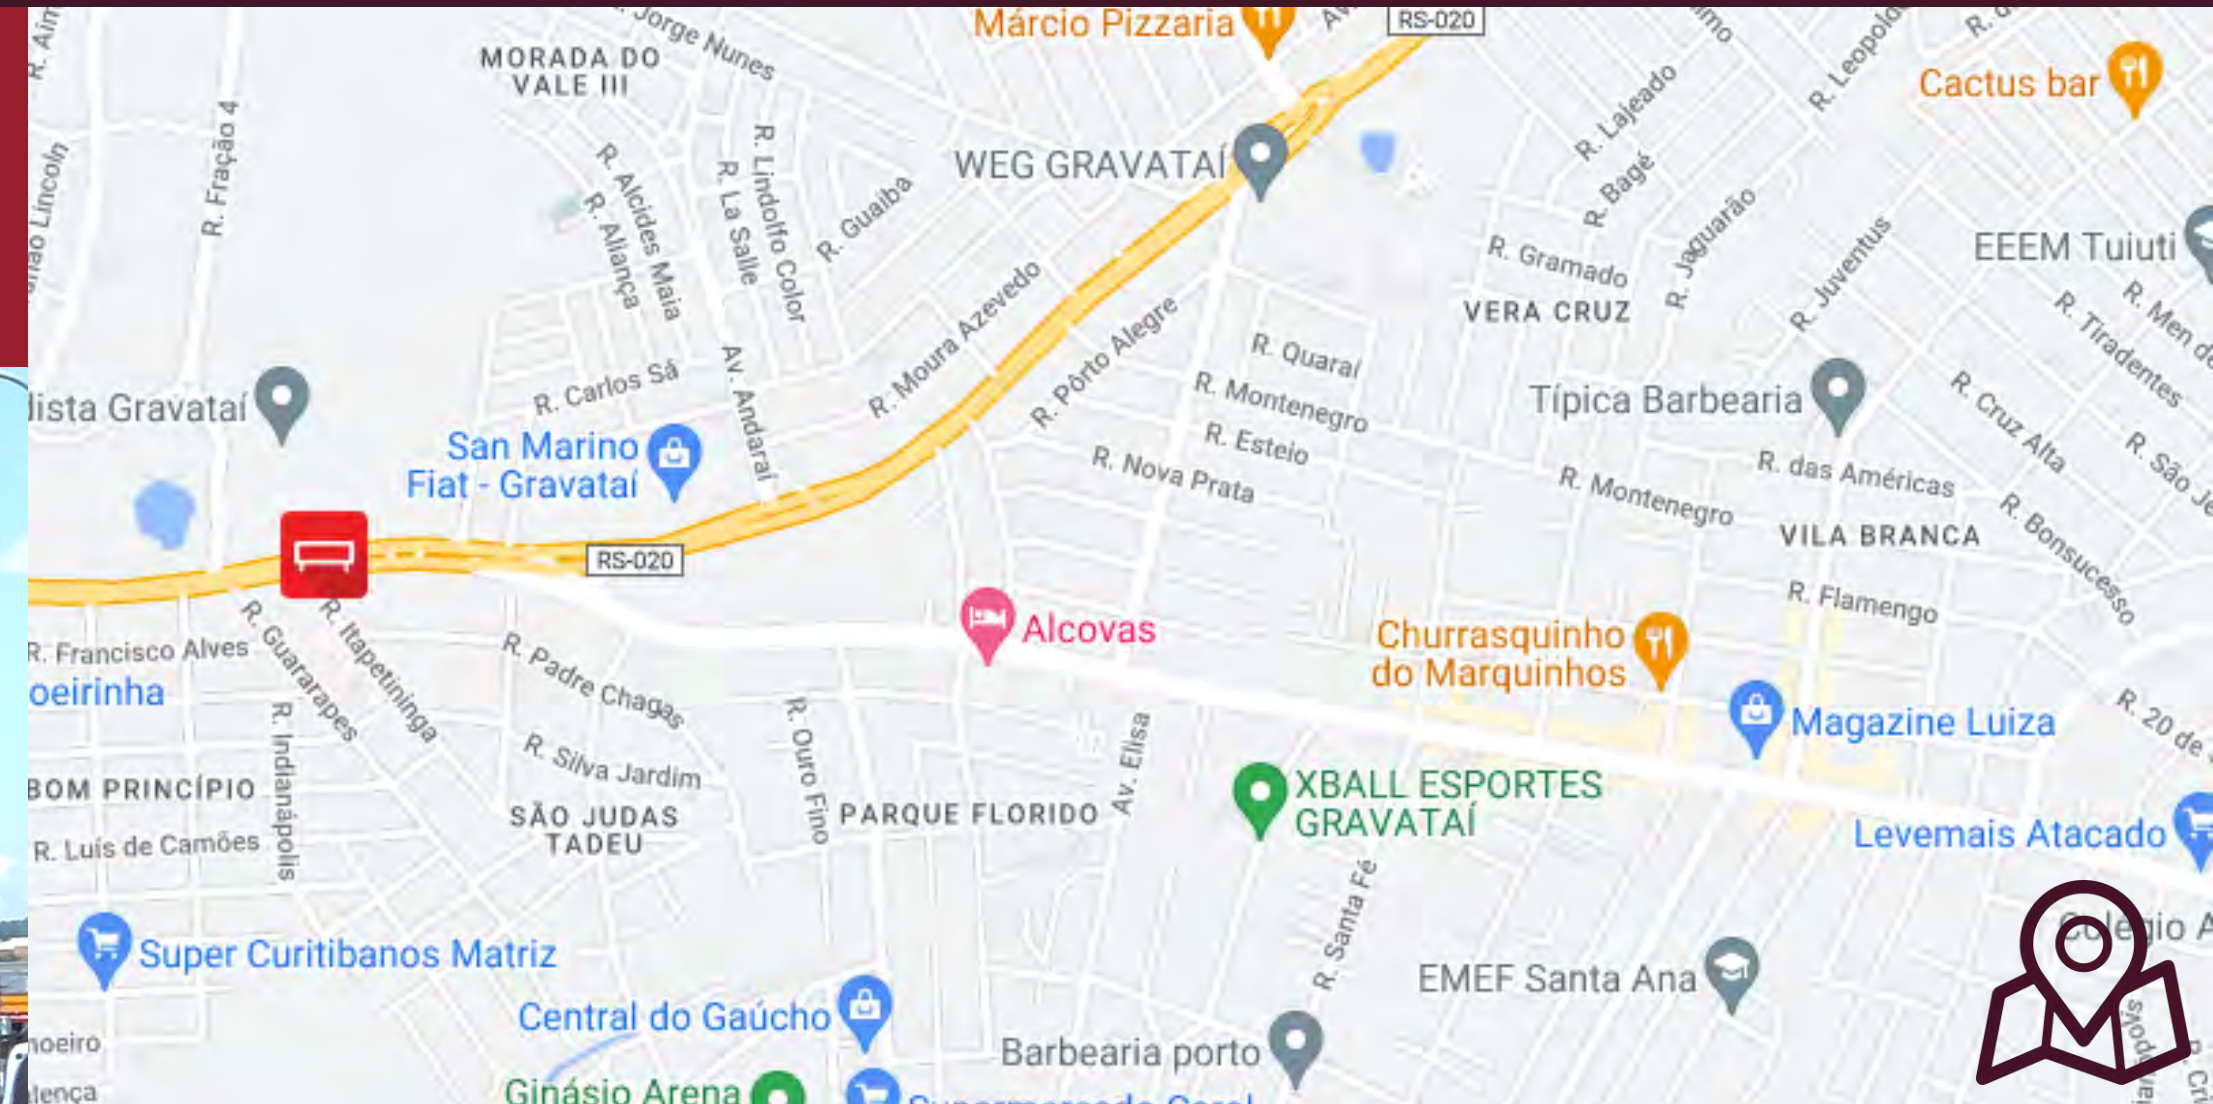 Márcio Pizzaria
RS-020
R. Leopoldo
Jorge Nunes
MORADA DO
VALE III
Cactus bar
R. Lajeado
R. Fração 4
R. Lindolfo Color
R. La Salle
R. Alcides Maia
R. Aliança
R. Guaiba
WEG GRAVATAÍ
R. Bagé
R. Jaguarão
R. Gramado
R. Juventus
EEEM Tuiuti
VERA CRUZ
R. Tiradentes
R. Moura Azevedo
R. Pôrto Alegre
R. Quaraí
R. Montenegro
R. Esteio
R. Nova Prata
R. Carlos Sá
Av. Andaraí
lista Gravataí
San Marino
Fiat - Gravataí
Típica Barbearia
R. Cruz Alta
R. das Américas
R. Montenegro
VILA BRANCA
R. Bonsucesso
R. Flamengo
RS-020
R. Francisco Alves
oeirinha
R. Guararapes
R. Itapetininga
R. Padre Chagas
Alcovas
Churrasquinho
do Marquinhos
Magazine Luiza
R. 20 de
R. Indianápolis
R. Silva Jardim
R. Ouro Fino
Av. Elisa
BOM PRINCÍPIO
SÃO JUDAS
TADEU
PARQUE FLORIDO
XBALL ESPORTES
GRAVATAÍ
R. Luís de Camões
Levemais Atacado
R. Santa Fé
Super Curitibanos Matriz
EMEF Santa Ana
Colégio A
Central do Gaúcho
Barbearia porto
noeiro
Ginásio Arena
lença